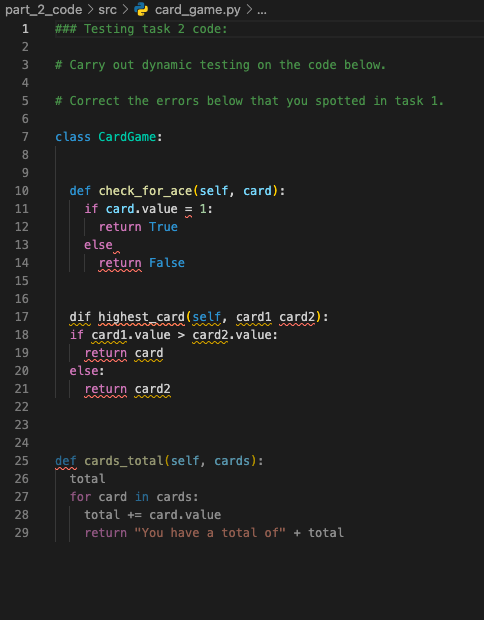 part_2_code > src > card_game.py > ...
1 ### Testing task 2 code:
2
3 # Carry out dynamic testing on the code below.
4
5 # Correct the errors below that you spotted in task 1.
6
7 class CardGame:
8
9
10 def check_for_ace(self, card):
11 if card.value = 1:
12 return True
13 else
14 return False
15
16
17 dif highest_card(self, card1 card2):
18 if card1.value > card2.value:
19 return card
20 else:
21 return card2
22
23
24
25 def cards_total(self, cards):
26 total
27 for card in cards:
28 total += card.value
29 return "You have a total of" + total